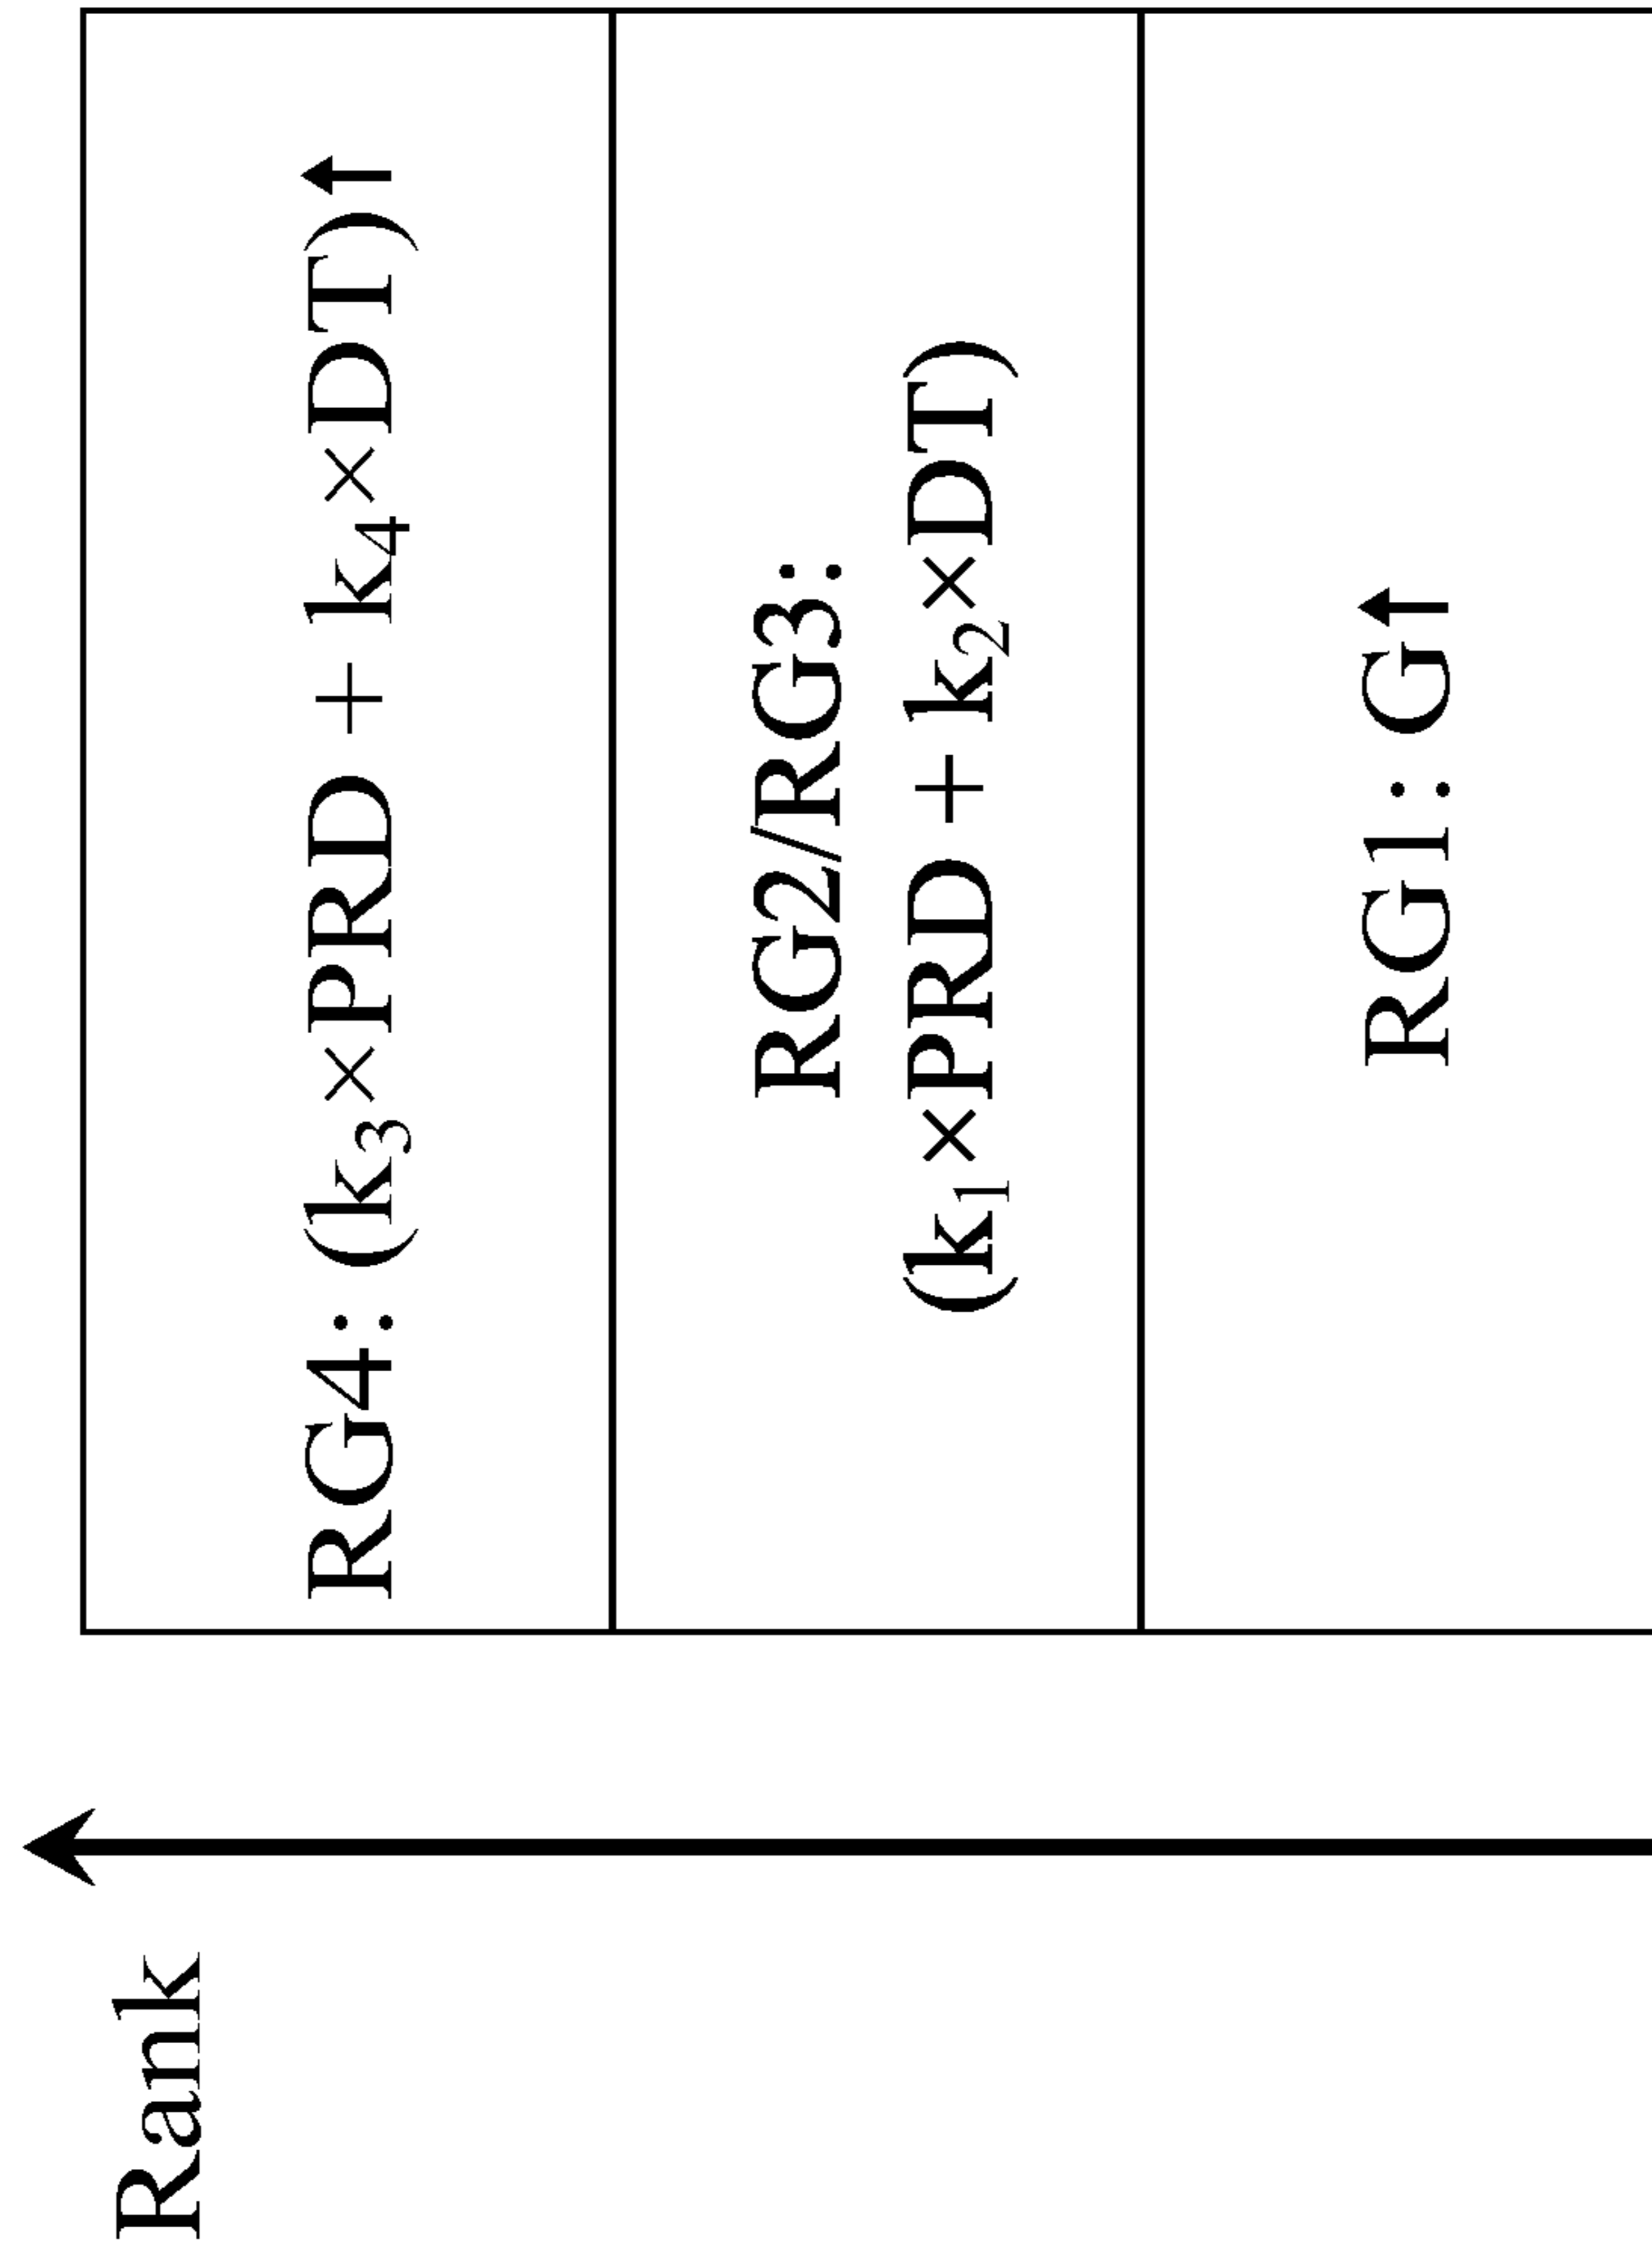 Rank
RG4: (k₃×PRD + k₄×DT)↑
RG2/RG3:
(k₁×PRD + k₂×DT)
RG1: G↑